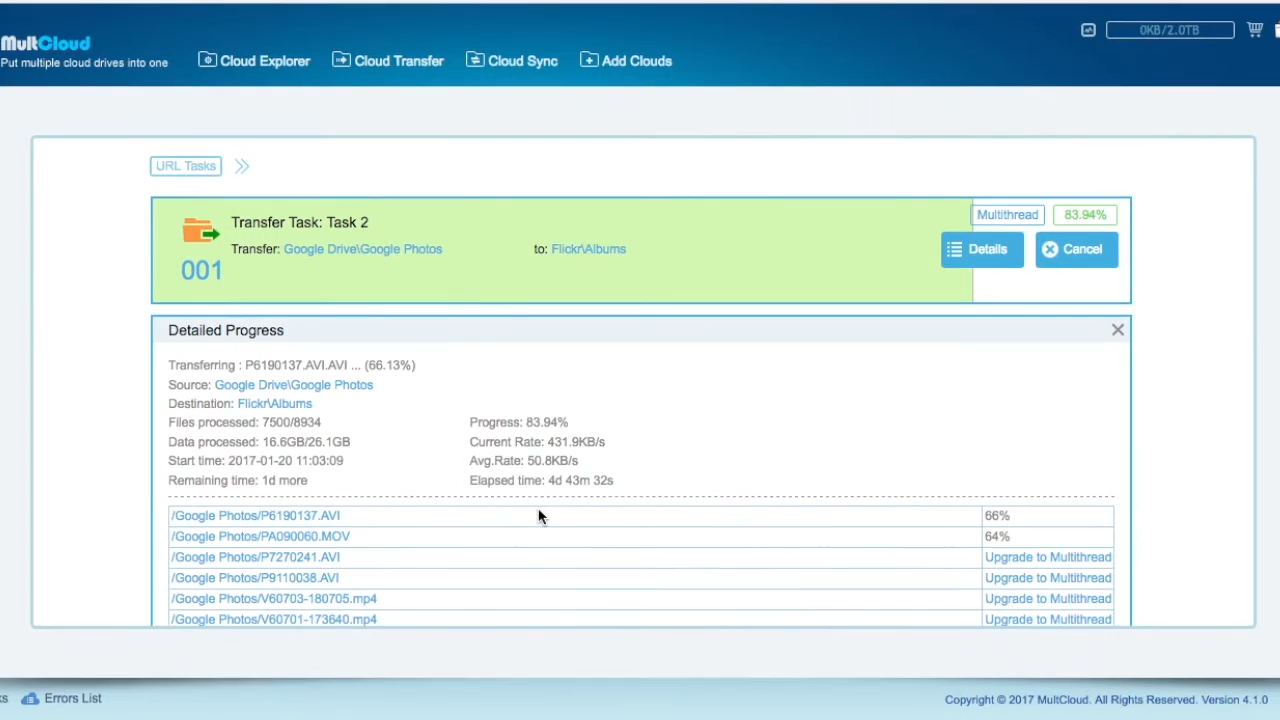 MultCloud
Put multiple cloud drives into one
Cloud Explorer
Cloud Transfer
Cloud Sync
Add Clouds
0KB/2.0TB
URL Tasks
Transfer Task: Task 2
Multithread
83.94%
Transfer: Google Drive\Google Photos
to: Flickr\Albums
Details
Cancel
001
Detailed Progress
Transferring : P6190137.AVI.AVI ... (66.13%)
Source: Google Drive\Google Photos
Destination: Flickr\Albums
Files processed: 7500/8934
Progress: 83.94%
Data processed: 16.6GB/26.1GB
Current Rate: 431.9KB/s
Start time: 2017-01-20 11:03:09
Avg.Rate: 50.8KB/s
Remaining time: 1d more
Elapsed time: 4d 43m 32s
/Google Photos/P6190137.AVI 66%
/Google Photos/PA090060.MOV 64%
/Google Photos/P7270241.AVI Upgrade to Multithread
/Google Photos/P9110038.AVI Upgrade to Multithread
/Google Photos/V60703-180705.mp4 Upgrade to Multithread
/Google Photos/V60701-173640.mp4 Upgrade to Multithread
Errors List
Copyright © 2017 MultCloud. All Rights Reserved. Version 4.1.0